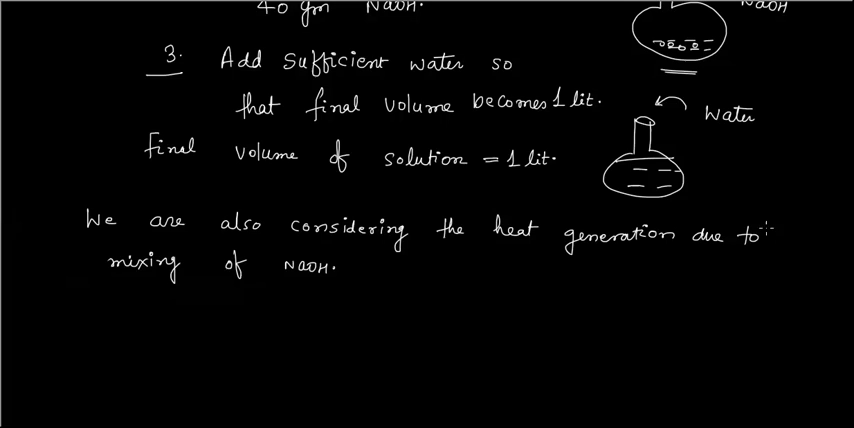 40 gm NaOH.
NaOH
3. Add sufficient water so
that final volume becomes 1 lit.
Water
Final volume of solution = 1 lit.
We are also considering the heat generation due to
mixing of NaOH.